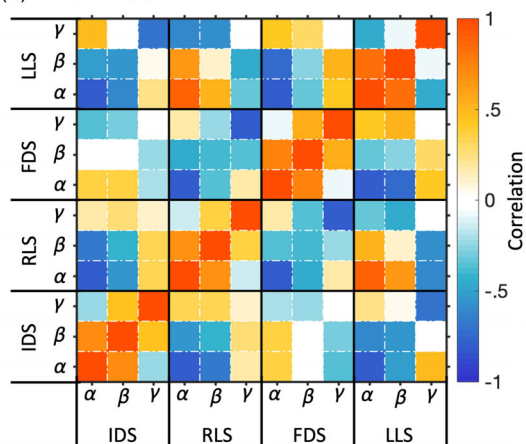 γ
LLS β
α
γ
FDS β
α
γ
RLS β
α
γ
IDS β
α
α β γ α β γ α β γ α β γ
IDS RLS FDS LLS
1
.5
0
-.5
-1
Correlation